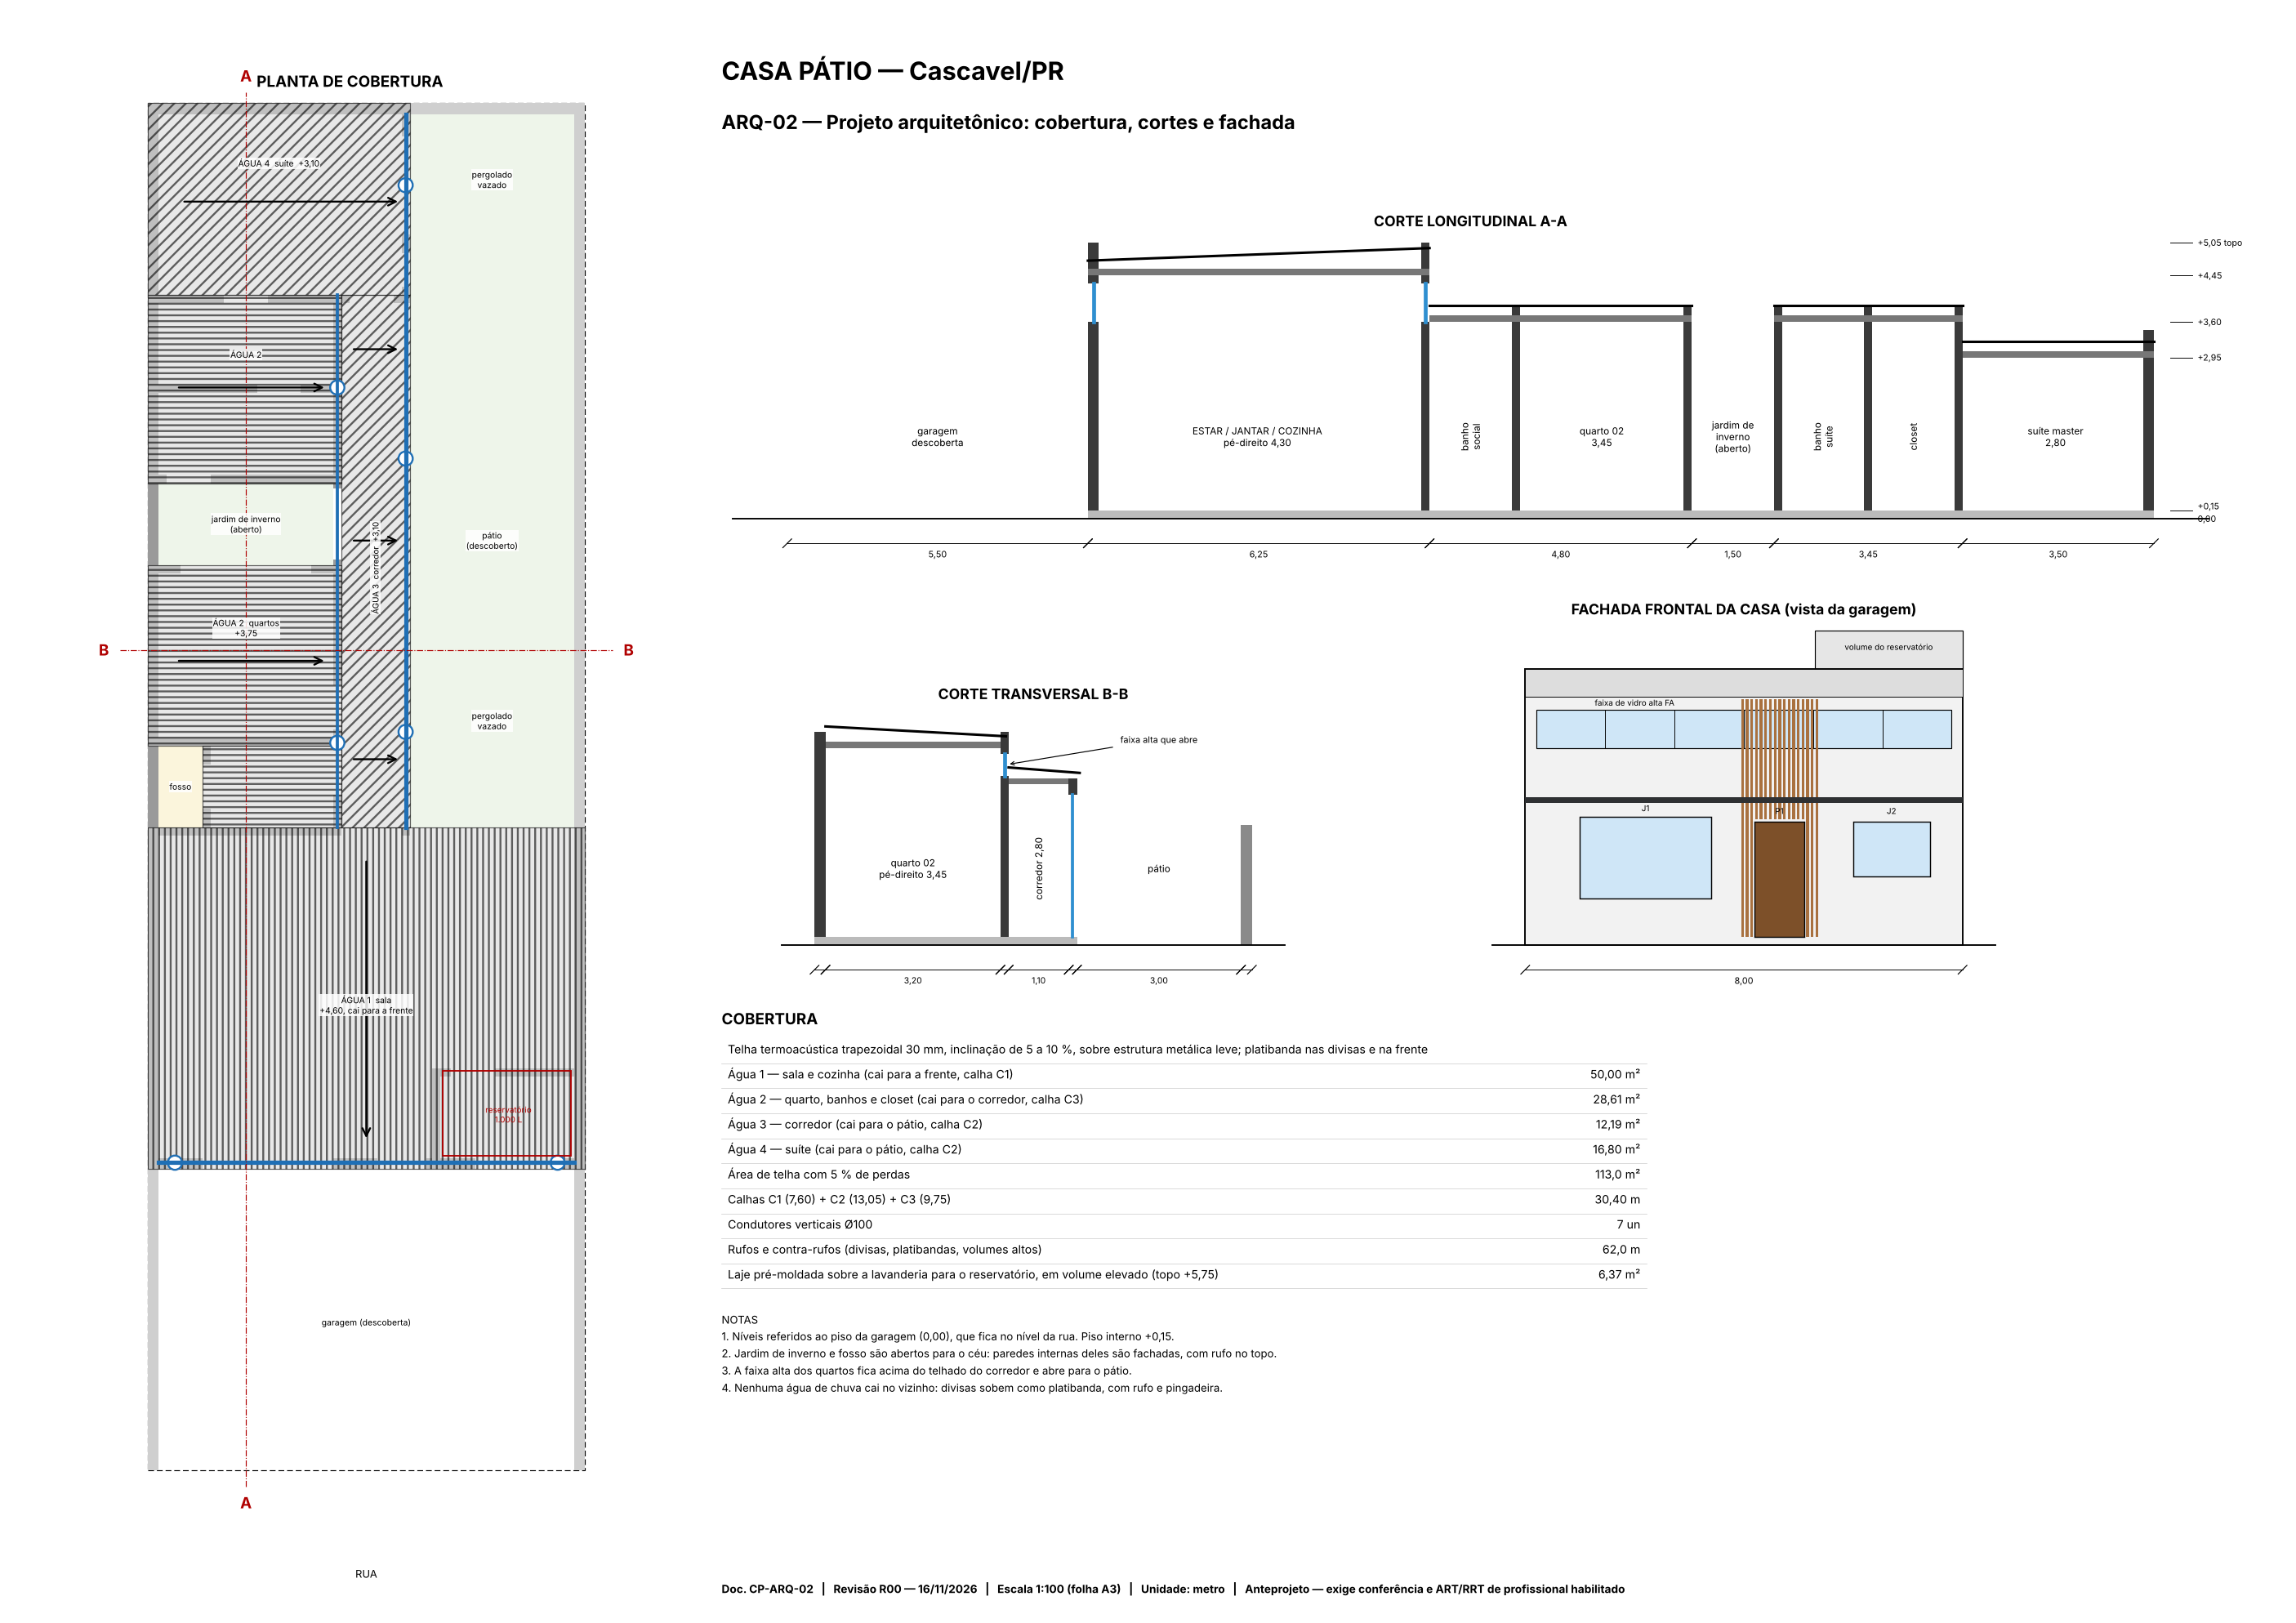 A
PLANTA DE COBERTURA
ÁGUA 4 suíte +3,10
pergolado
vazado
ÁGUA 2
jardim de inverno
(aberto)
ÁGUA 3 corredor +3,10
pátio
(descoberto)
ÁGUA 2 quartos
+3,75
B
B
pergolado
vazado
fosso
ÁGUA 1 sala
+4,60, cai para a frente
reservatório
1.000 L
garagem (descoberta)
A
RUA
CASA PÁTIO — Cascavel/PR
ARQ-02 — Projeto arquitetônico: cobertura, cortes e fachada
CORTE LONGITUDINAL A-A
+5,05 topo
+4,45
+3,60
+2,95
+0,15
0,00
garagem
descoberta
ESTAR / JANTAR / COZINHA
pé-direito 4,30
banho
social
quarto 02
3,45
jardim de
inverno
(aberto)
banho
suíte
closet
suíte master
2,80
5,50
6,25
4,80
1,50
3,45
3,50
CORTE TRANSVERSAL B-B
faixa alta que abre
quarto 02
pé-direito 3,45
corredor 2,80
pátio
3,20
1,10
3,00
FACHADA FRONTAL DA CASA (vista da garagem)
volume do reservatório
faixa de vidro alta FA
J1
P1
J2
8,00
COBERTURA
Telha termoacústica trapezoidal 30 mm, inclinação de 5 a 10 %, sobre estrutura metálica leve; platibanda nas divisas e na frente
Água 1 — sala e cozinha (cai para a frente, calha C1) 50,00 m²
Água 2 — quarto, banhos e closet (cai para o corredor, calha C3) 28,61 m²
Água 3 — corredor (cai para o pátio, calha C2) 12,19 m²
Água 4 — suíte (cai para o pátio, calha C2) 16,80 m²
Área de telha com 5 % de perdas 113,0 m²
Calhas C1 (7,60) + C2 (13,05) + C3 (9,75) 30,40 m
Condutores verticais Ø100 7 un
Rufos e contra-rufos (divisas, platibandas, volumes altos) 62,0 m
Laje pré-moldada sobre a lavanderia para o reservatório, em volume elevado (topo +5,75) 6,37 m²
NOTAS
1. Níveis referidos ao piso da garagem (0,00), que fica no nível da rua. Piso interno +0,15.
2. Jardim de inverno e fosso são abertos para o céu: paredes internas deles são fachadas, com rufo no topo.
3. A faixa alta dos quartos fica acima do telhado do corredor e abre para o pátio.
4. Nenhuma água de chuva cai no vizinho: divisas sobem como platibanda, com rufo e pingadeira.
Doc. CP-ARQ-02 | Revisão R00 — 16/11/2026 | Escala 1:100 (folha A3) | Unidade: metro | Anteprojeto — exige conferência e ART/RRT de profissional habilitado